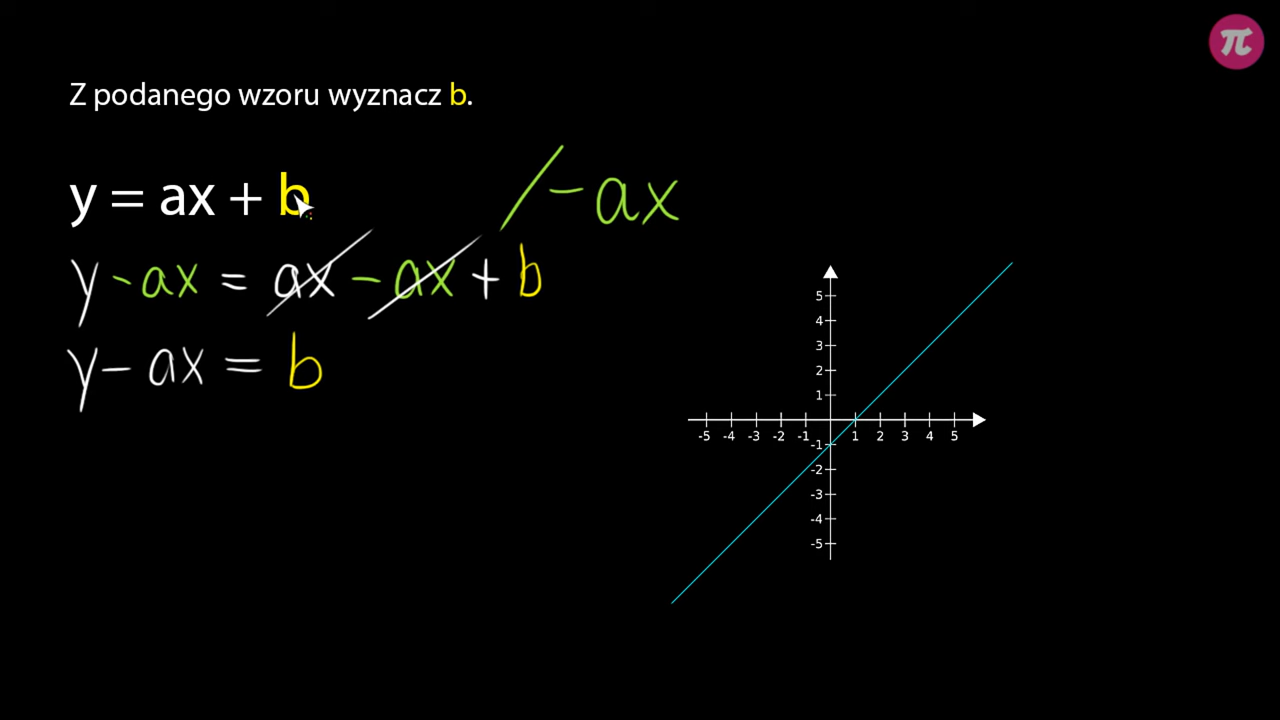 π
Z podanego wzoru wyznacz b.
y = ax + b
/ - ax
y - ax = ax - ax + b
y - ax = b
5
4
3
2
1
-5 -4 -3 -2 -1 1 2 3 4 5
-1
-2
-3
-4
-5